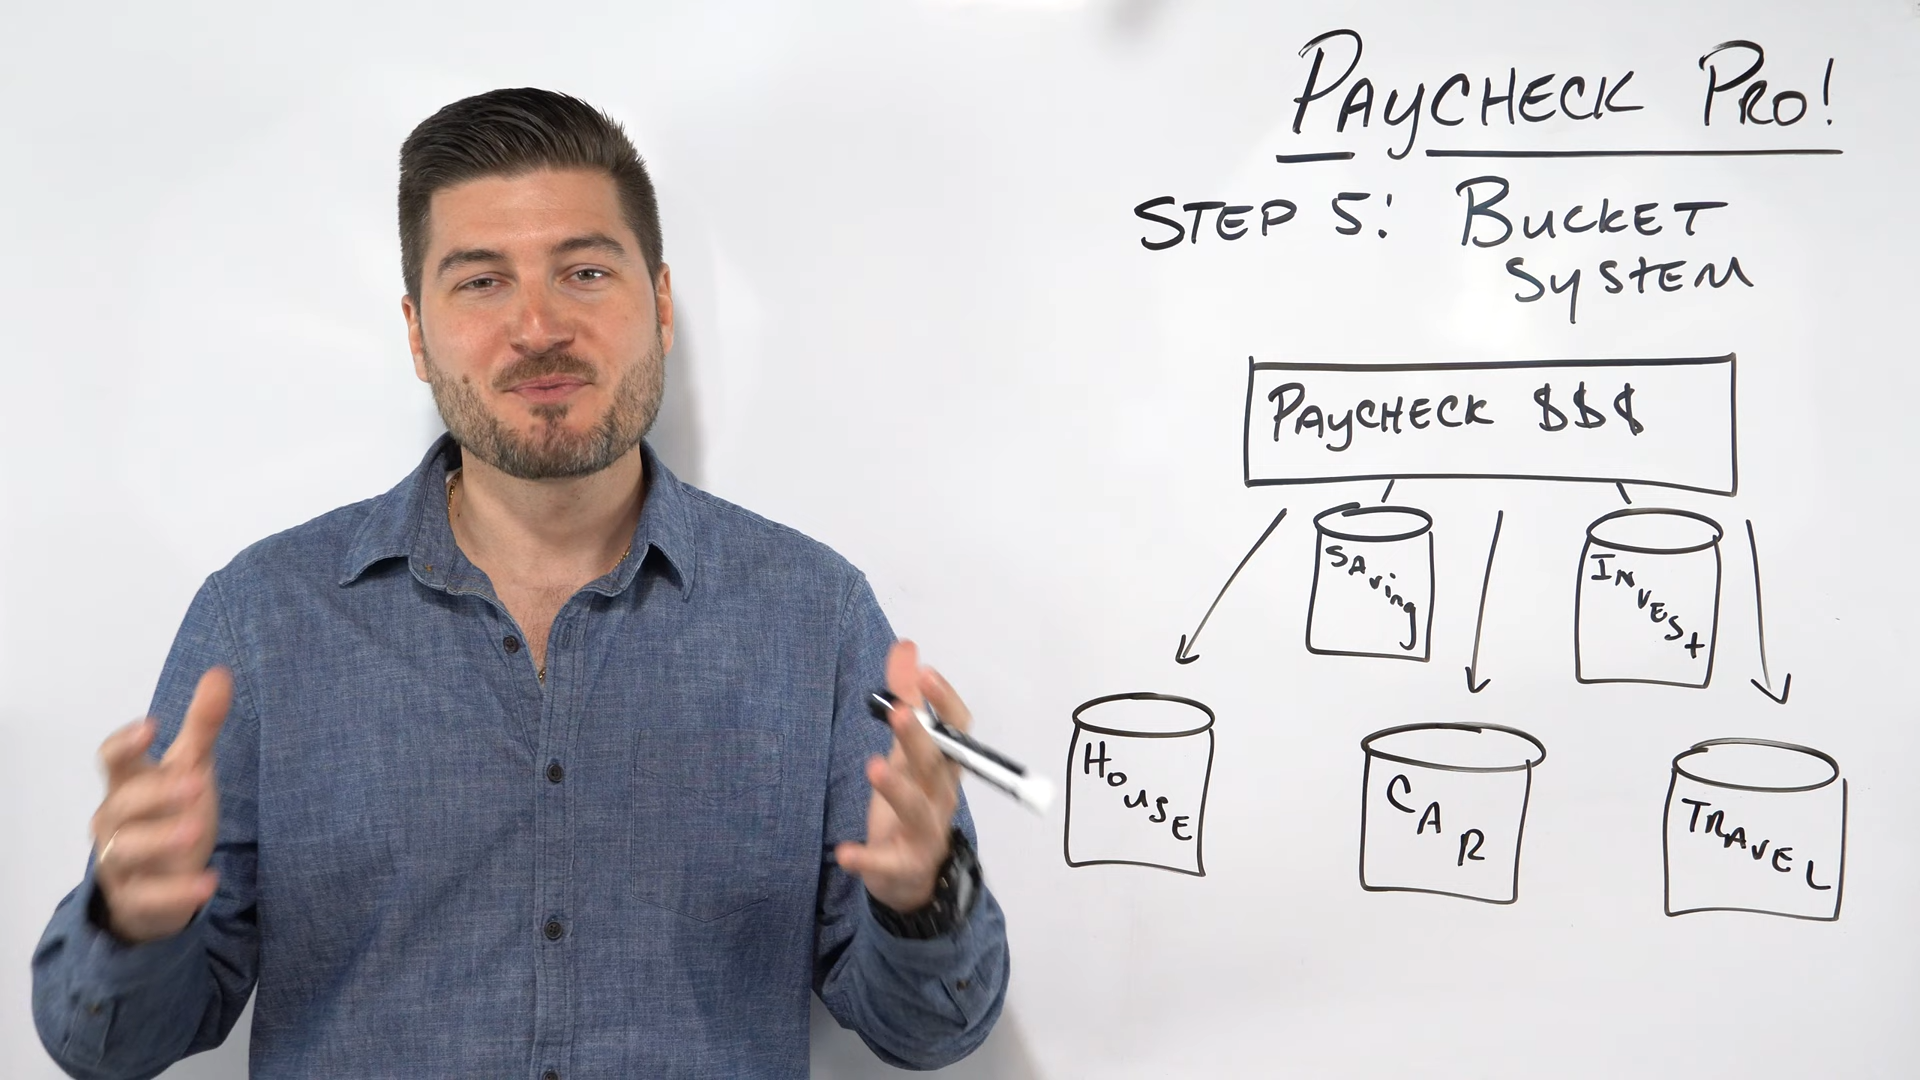 PAyCHECK PRO!
STEP 5: BUCKET
SySTEM
PAyCHECK $$$
SAving
INVESt
HOUSE
CAR
TRAVEL